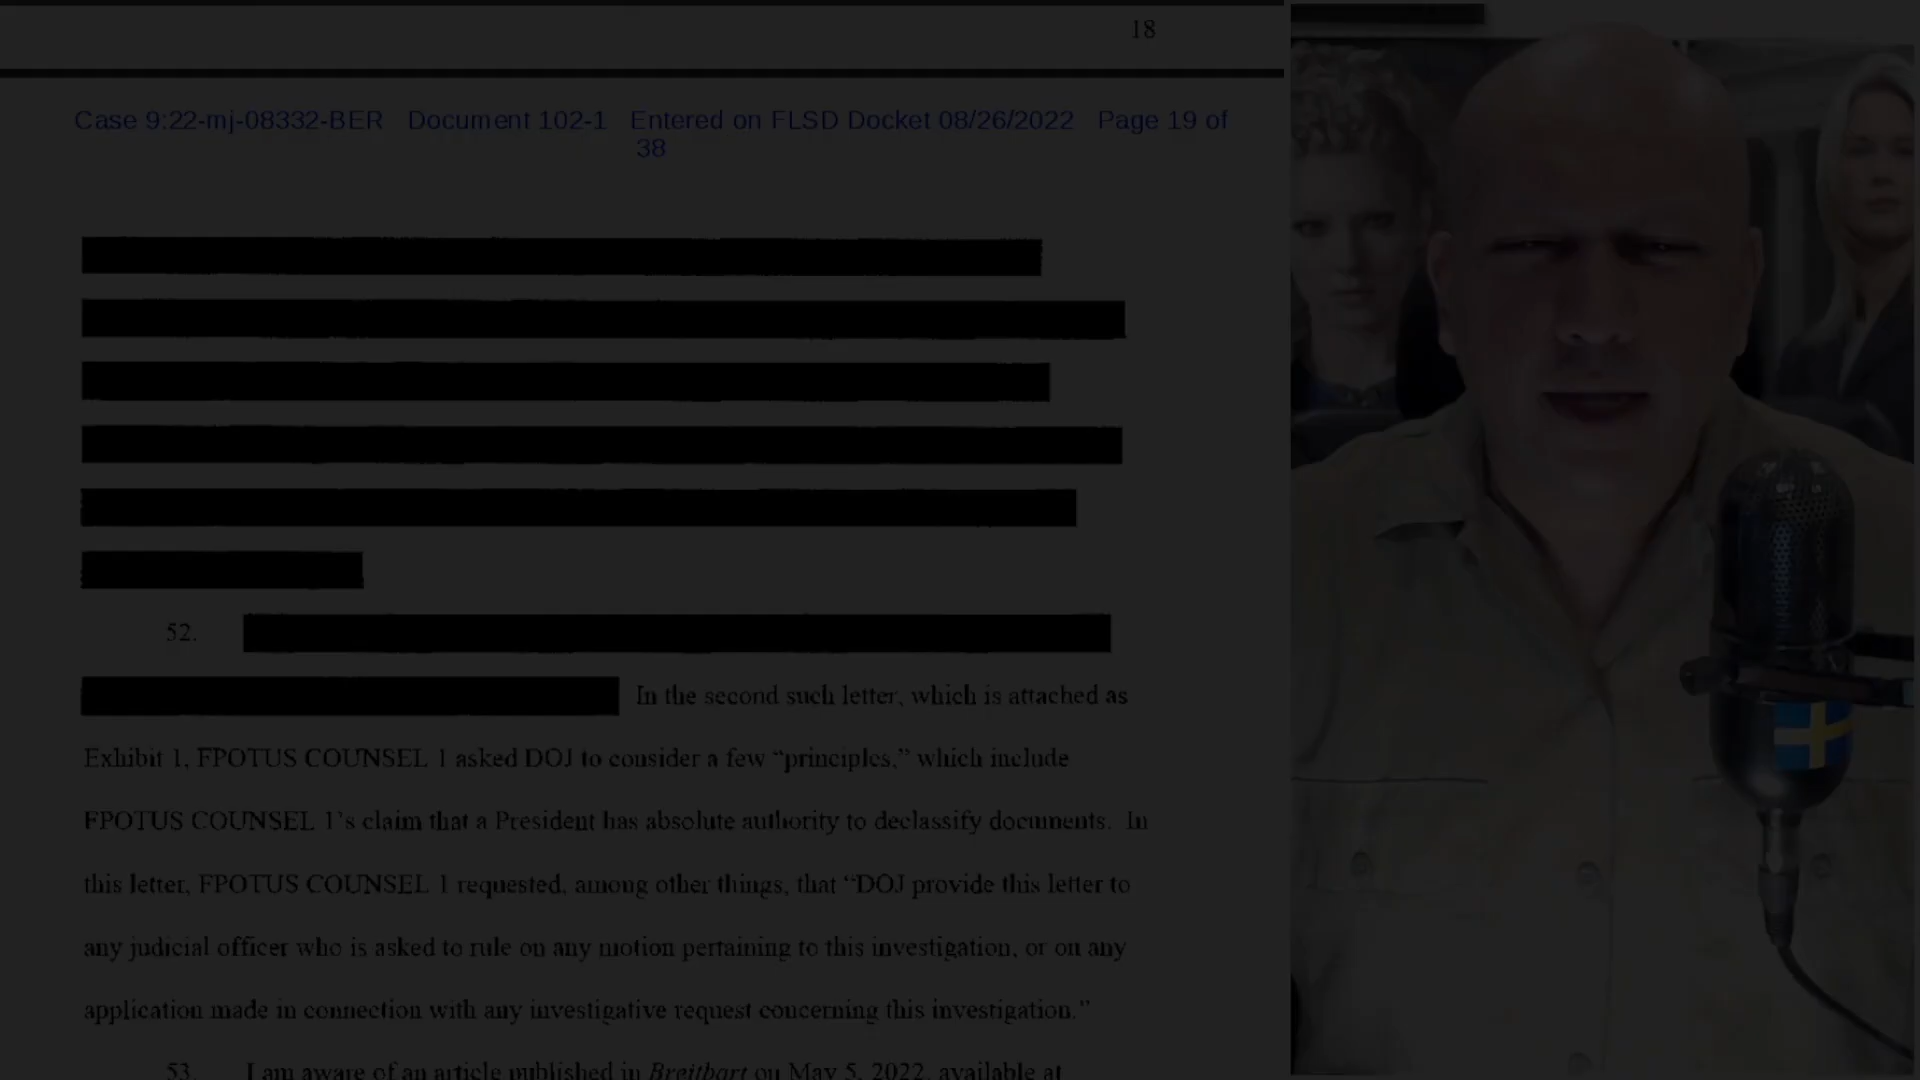 18
Case 9:22-mj-08332-BER Document 102-1 Entered on FLSD Docket 08/26/2022 Page 19 of
38
52.
In the second such letter, which is attached as
Exhibit 1, FPOTUS COUNSEL 1 asked DOJ to consider a few “principles,” which include
FPOTUS COUNSEL 1’s claim that a President has absolute authority to declassify documents. In
this letter, FPOTUS COUNSEL 1 requested, among other things, that “DOJ provide this letter to
any judicial officer who is asked to rule on any motion pertaining to this investigation, or on any
application made in connection with any investigative request concerning this investigation.”
53. I am aware of an article published in Breitbart on May 5, 2022, available at